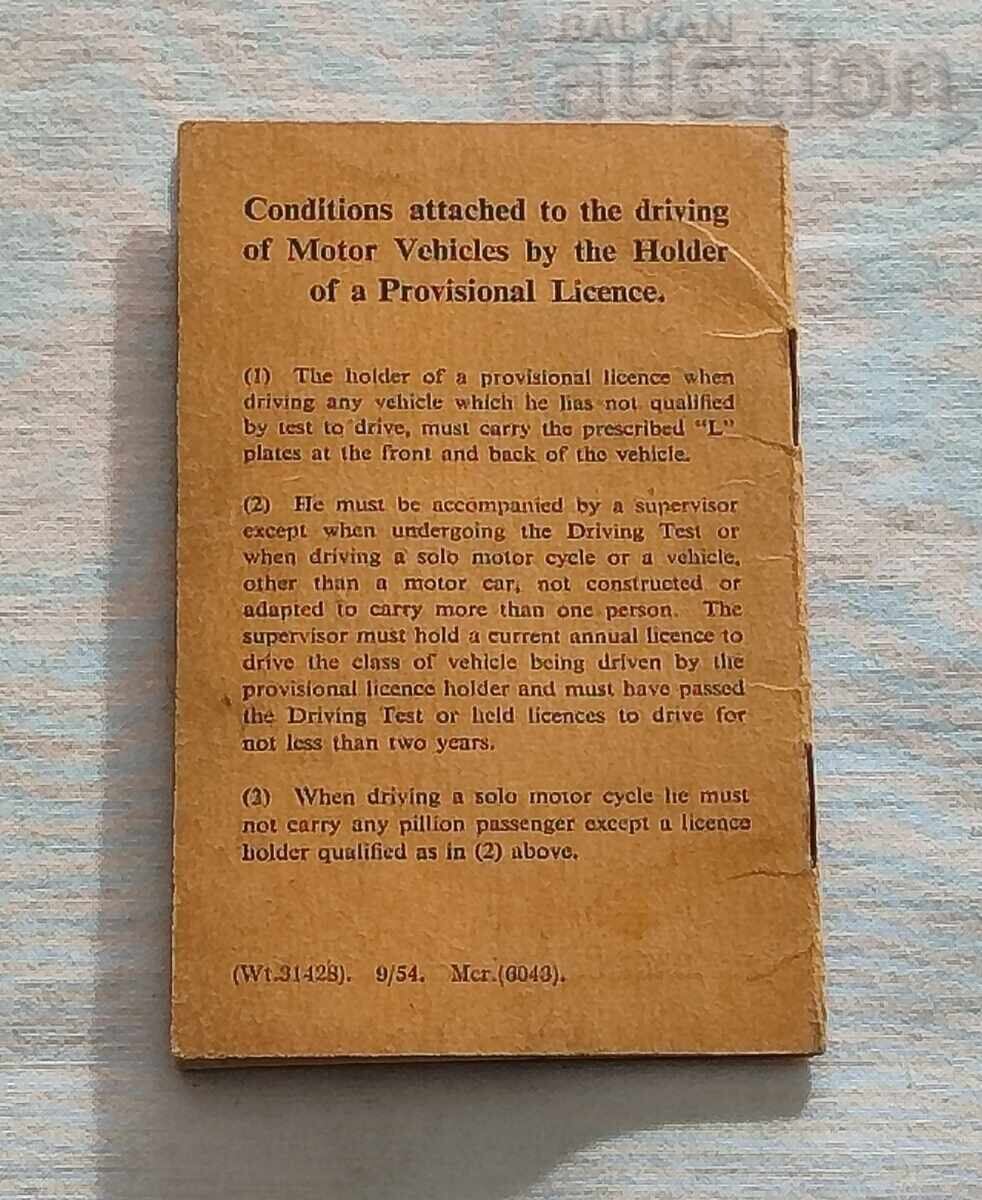 BALKAN
auction
Conditions attached to the driving
of Motor Vehicles by the Holder
of a Provisional Licence.
(1) The holder of a provisional licence when
driving any vehicle which he has not qualified
by test to drive, must carry the prescribed "L"
plates at the front and back of the vehicle.
(2) He must be accompanied by a supervisor
except when undergoing the Driving Test or
when driving a solo motor cycle or a vehicle,
other than a motor car, not constructed or
adapted to carry more than one person. The
supervisor must hold a current annual licence to
drive the class of vehicle being driven by the
provisional licence holder and must have passed
the Driving Test or held licences to drive for
not less than two years.
(3) When driving a solo motor cycle he must
not carry any pillion passenger except a licence
holder qualified as in (2) above.
(Wt.31428). 9/54. Mcr.(6043).